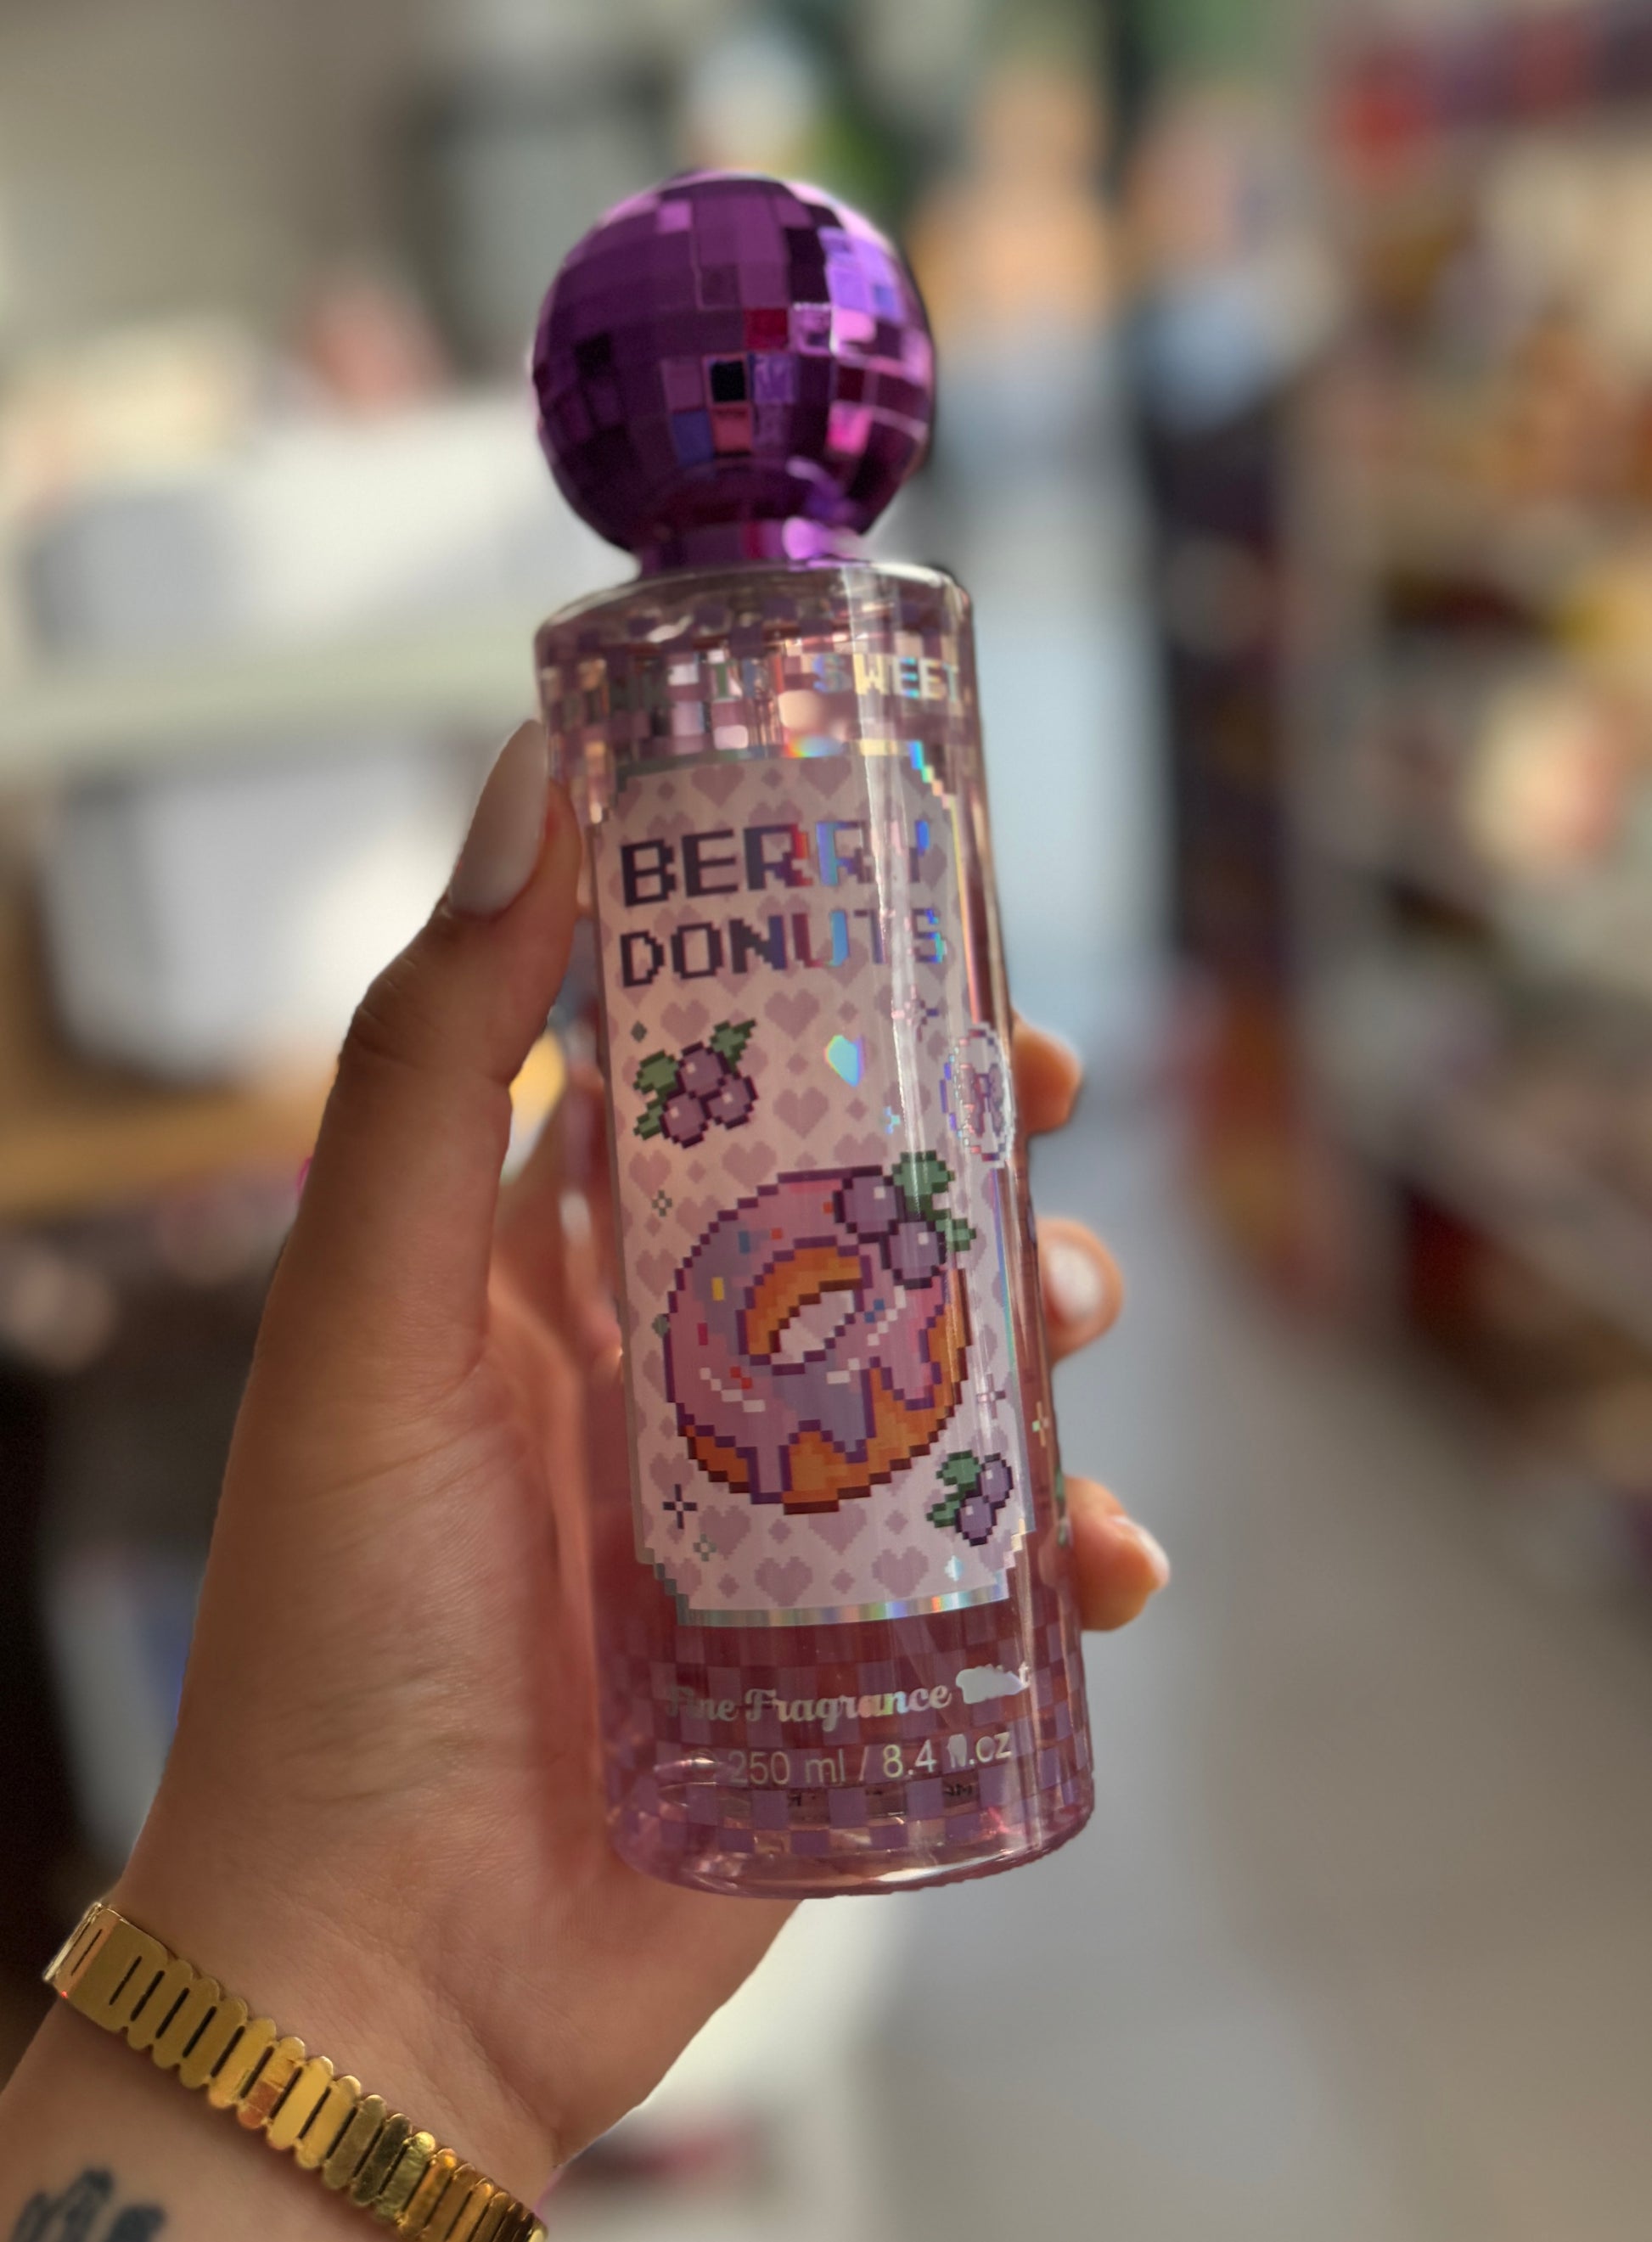 SWEET
BERRY
DONUTS
Fine Fragrance
250 ml / 8.4 fl.oz